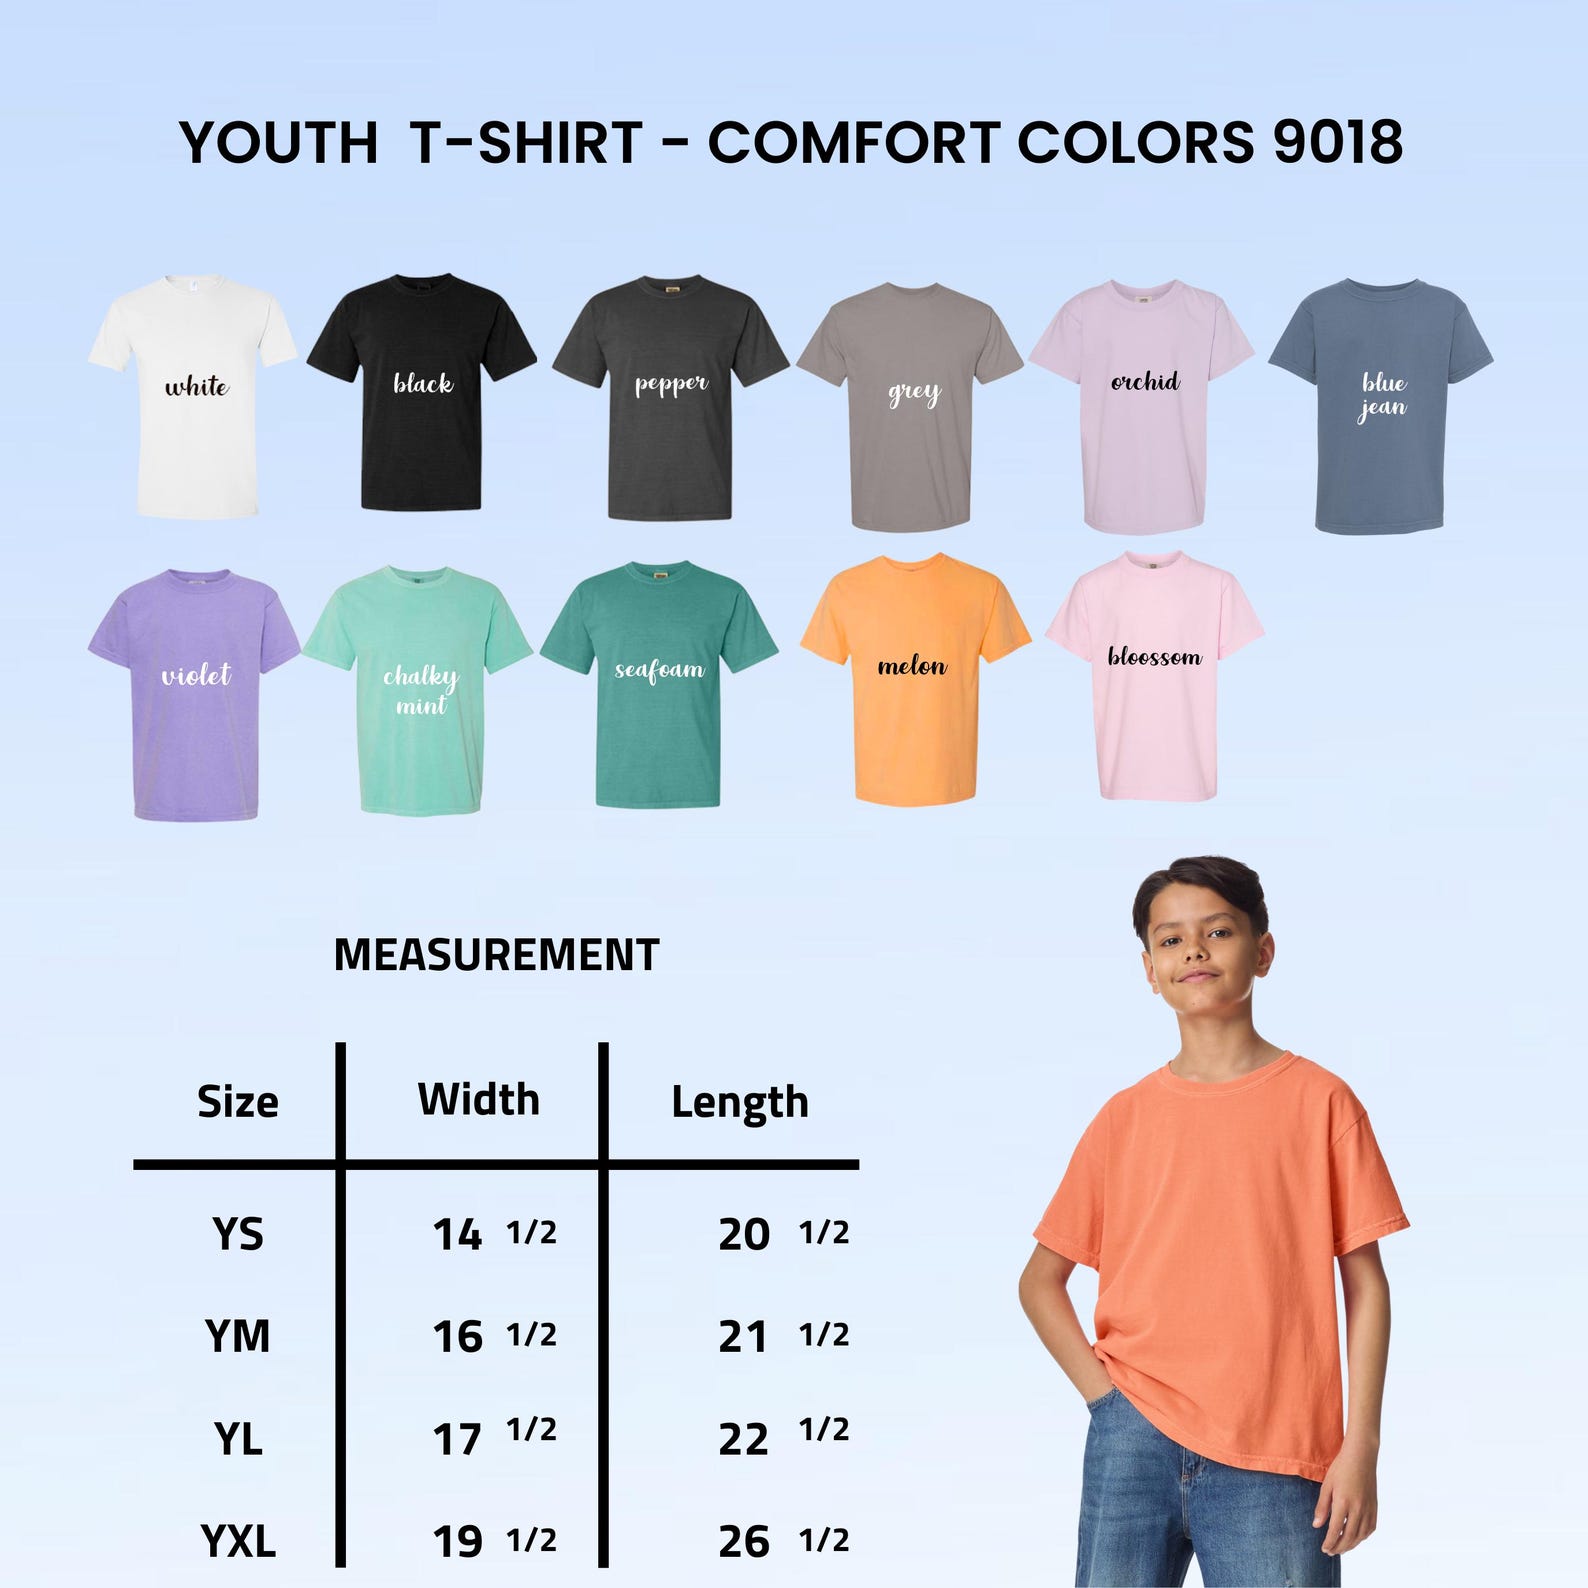 YOUTH T-SHIRT - COMFORT COLORS 9018
white
black
pepper
grey
orchid
blue
jean
violet
chalky
mint
seafoam
melon
bloossom
MEASUREMENT
Size Width Length
YS 14 1/2 20 1/2
YM 16 1/2 21 1/2
YL 17 1/2 22 1/2
YXL 19 1/2 26 1/2